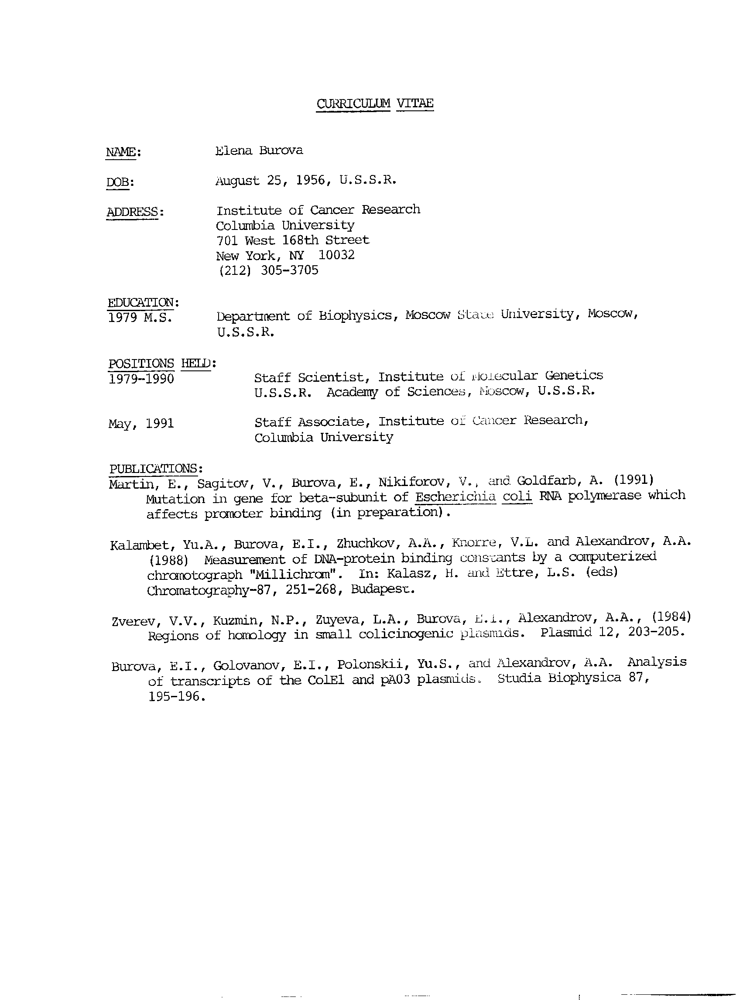 CURRICULUM VITAE
NAME: Elena Burova
DOB: August 25, 1956, U.S.S.R.
ADDRESS: Institute of Cancer Research
Columbia University
701 West 168th Street
New York, NY 10032
(212) 305-3705
EDUCATION:
1979 M.S. Department of Biophysics, Moscow State University, Moscow,
U.S.S.R.
POSITIONS HELD:
1979-1990 Staff Scientist, Institute of Molecular Genetics
U.S.S.R. Academy of Sciences, Moscow, U.S.S.R.
May, 1991 Staff Associate, Institute of Cancer Research,
Columbia University
PUBLICATIONS:
Martin, E., Sagitov, V., Burova, E., Nikiforov, V., and Goldfarb, A. (1991)
Mutation in gene for beta-subunit of Escherichia coli RNA polymerase which
affects promoter binding (in preparation).
Kalambet, Yu.A., Burova, E.I., Zhuchkov, A.A., Knorre, V.L. and Alexandrov, A.A.
(1988) Measurement of DNA-protein binding constants by a computerized
chromotograph "Millichrom". In: Kalasz, H. and Ettre, L.S. (eds)
Chromatography-87, 251-268, Budapest.
Zverev, V.V., Kuzmin, N.P., Zuyeva, L.A., Burova, E.I., Alexandrov, A.A., (1984)
Regions of homology in small colicinogenic plasmids. Plasmid 12, 203-205.
Burova, E.I., Golovanov, E.I., Polonskii, Yu.S., and Alexandrov, A.A. Analysis
of transcripts of the ColE1 and pA03 plasmids. Studia Biophysica 87,
195-196.